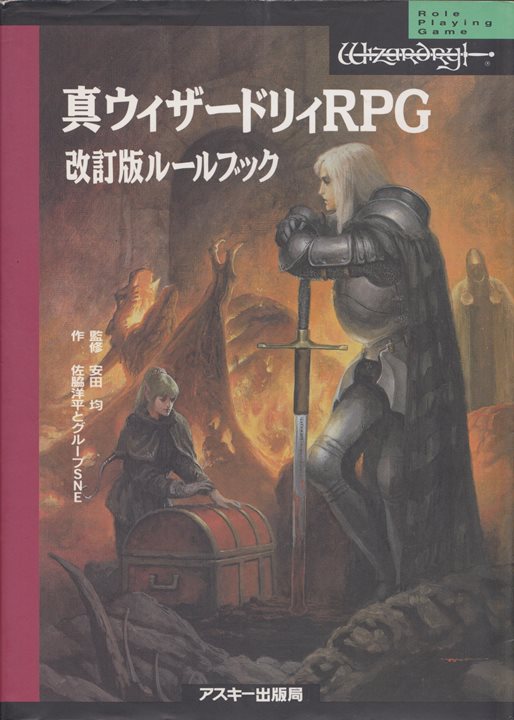 Role
Playing
Game
Wizardry
®
真ウィザードリィRPG
改訂版ルールブック
監修 安田 均
作 佐脇洋平とグループSNE
アスキー出版局